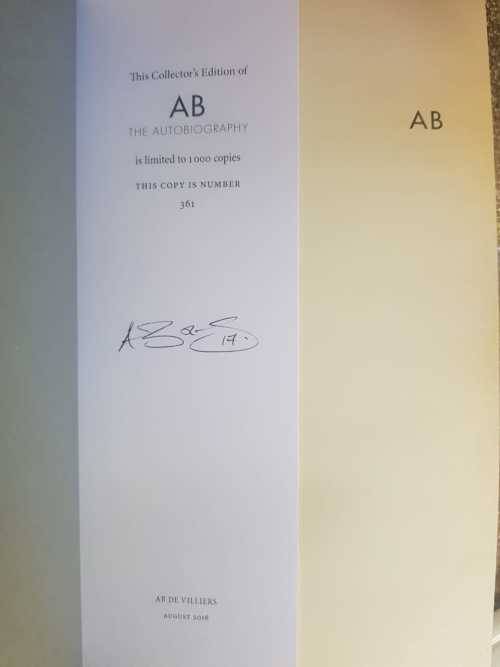 This Collector's Edition of
AB
THE AUTOBIOGRAPHY
is limited to 1000 copies
THIS COPY IS NUMBER
361
17.
AB DE VILLIERS
AUGUST 2016
AB